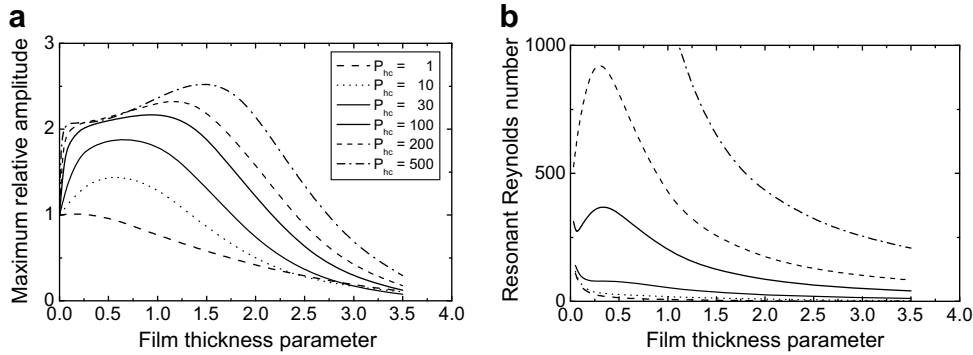 a
3
2
1
0
0.0 0.5 1.0 1.5 2.0 2.5 3.0 3.5 4.0
Maximum relative amplitude
Film thickness parameter
P_hc = 1
P_hc = 10
P_hc = 30
P_hc = 100
P_hc = 200
P_hc = 500
b
1000
500
0
0.0 0.5 1.0 1.5 2.0 2.5 3.0 3.5 4.0
Resonant Reynolds number
Film thickness parameter